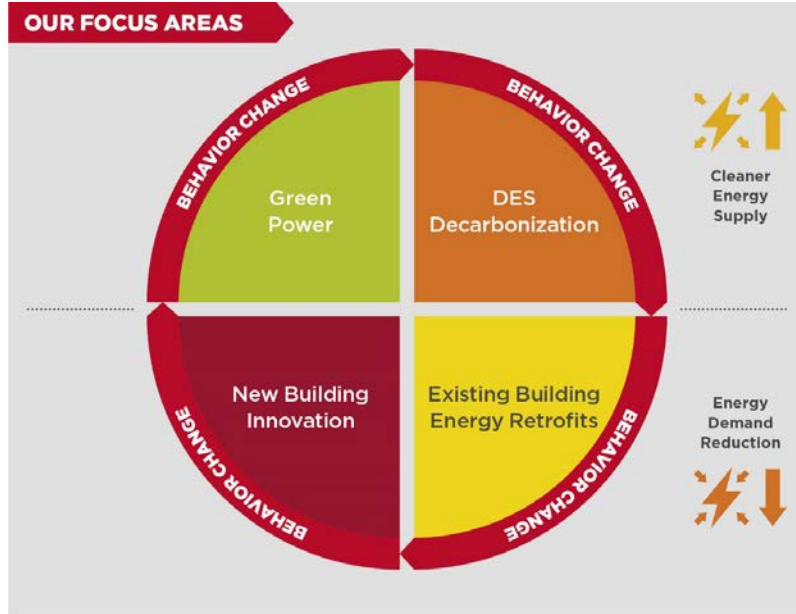 OUR FOCUS AREAS
BEHAVIOR CHANGE
BEHAVIOR CHANGE
Green
Power
DES
Decarbonization
Cleaner
Energy
Supply
New Building
Innovation
Existing Building
Energy Retrofits
Energy
Demand
Reduction
BEHAVIOR CHANGE
BEHAVIOR CHANGE